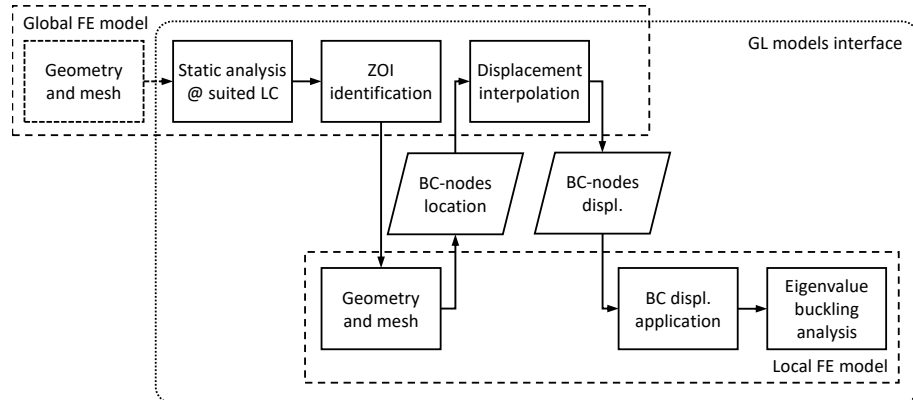 Global FE model
GL models interface
Geometry
and mesh
Static analysis
@ suited LC
ZOI
identification
Displacement
interpolation
BC-nodes
location
BC-nodes
displ.
Geometry
and mesh
BC displ.
application
Eigenvalue
buckling
analysis
Local FE model